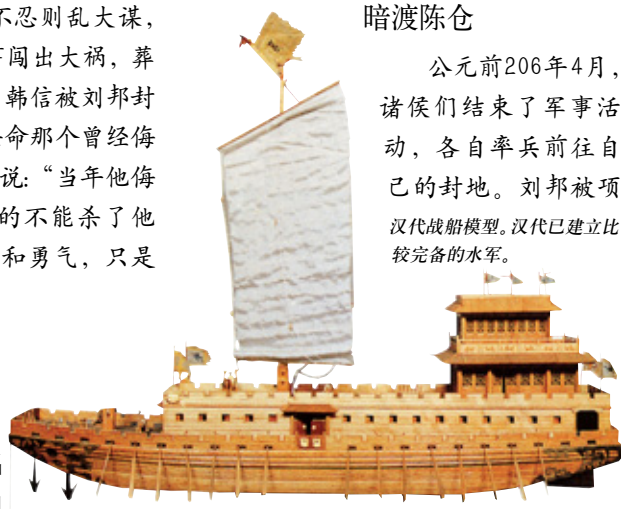 不忍则乱大谋，
闯出大祸，葬
韩信被刘邦封
命那个曾经侮
说：“当年他侮
的不能杀了他
和勇气，只是
暗渡陈仓
公元前206年4月，
诸侯们结束了军事活
动，各自率兵前往自
己的封地。刘邦被项
汉代战船模型。汉代已建立比
较完备的水军。